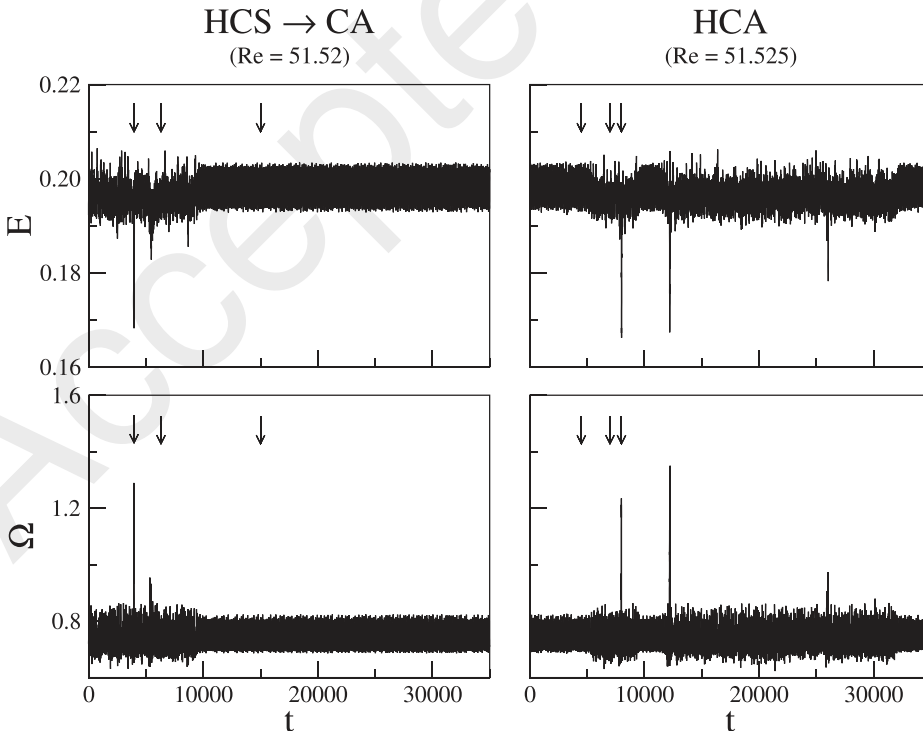 HCS → CA
(Re = 51.52)
HCA
(Re = 51.525)
0.22
0.20
0.18
0.16
E
1.6
1.2
0.8
Ω
0
10000
20000
30000
t
0
10000
20000
30000
t
Accepte